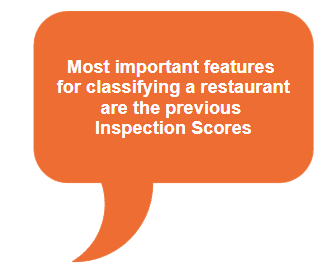 Most important features
for classifying a restaurant
are the previous
Inspection Scores